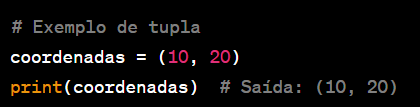 # Exemplo de tupla
coordenadas = (10, 20)
print(coordenadas)  # Saída: (10, 20)